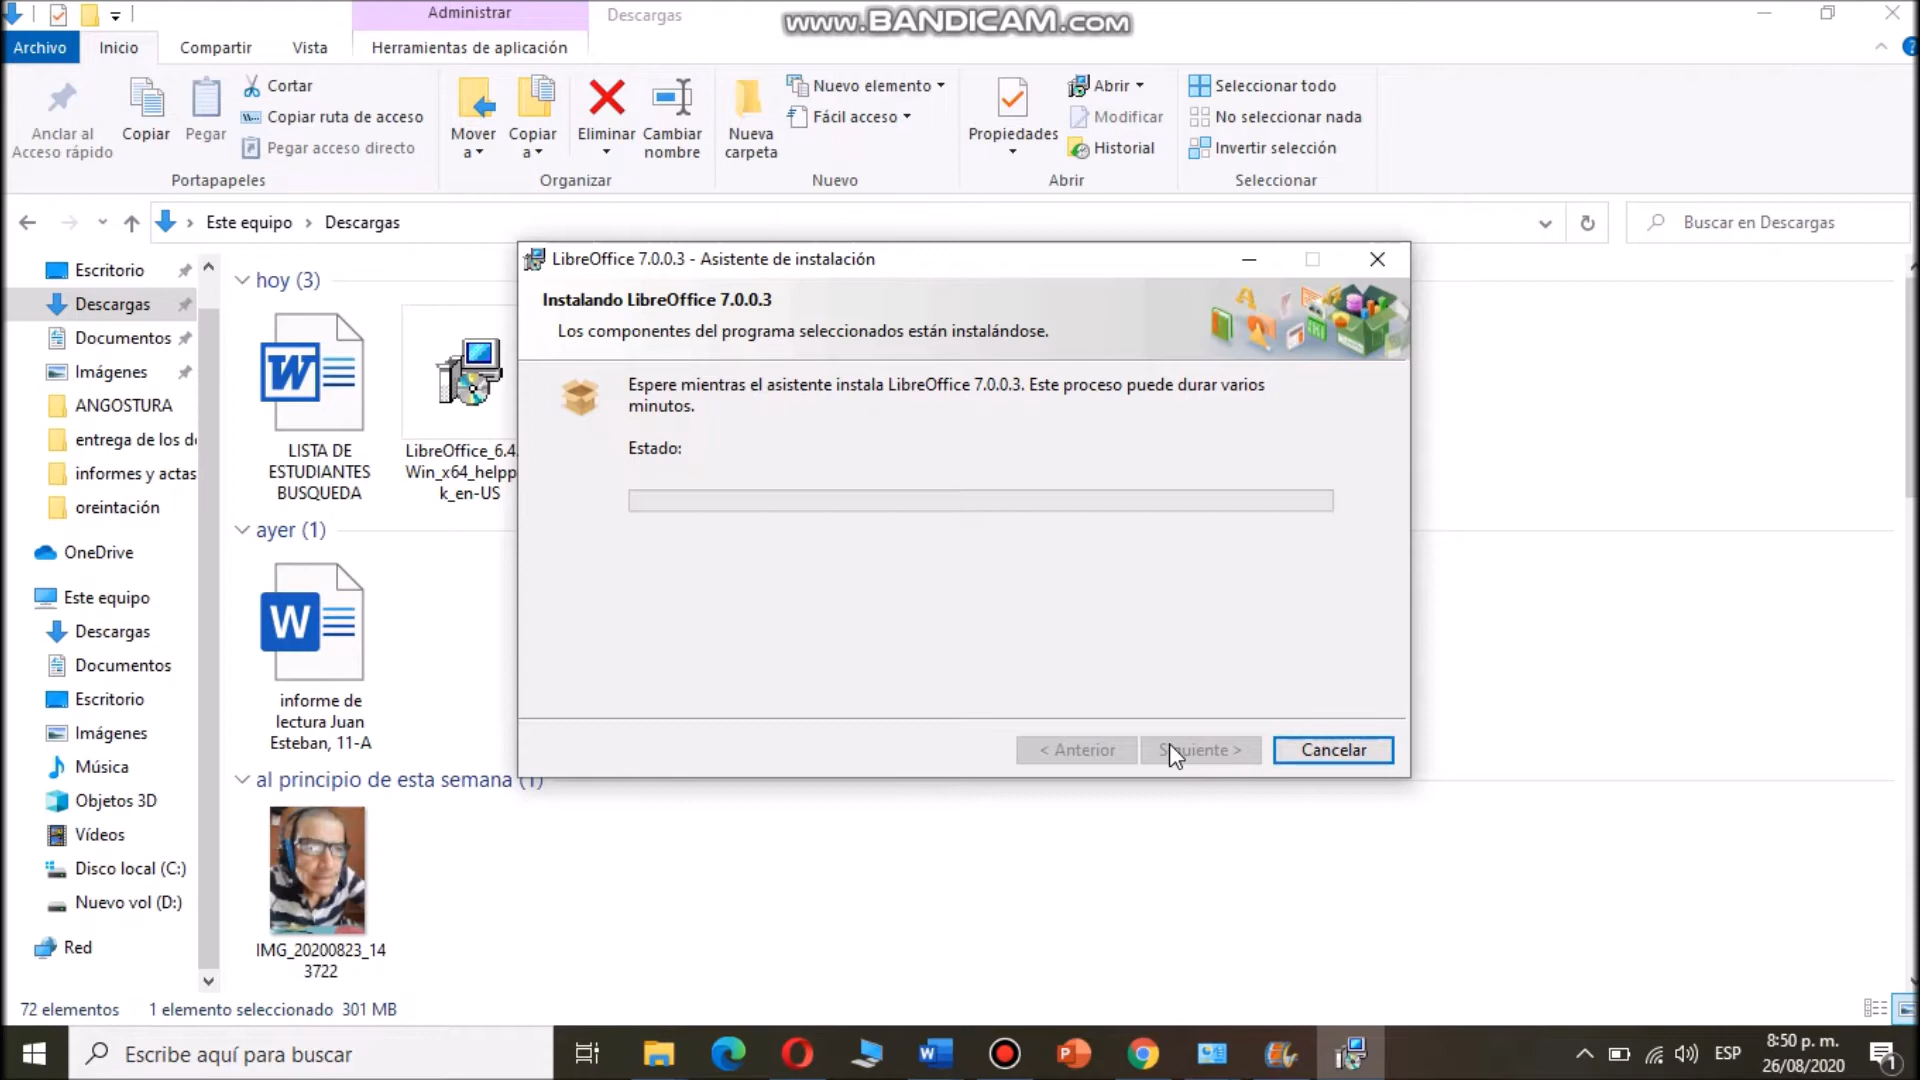 Administrar
Descargas
www.BANDICAM.com
Archivo
Inicio
Compartir
Vista
Herramientas de aplicación
Anclar al
Acceso rápido
Copiar
Pegar
Cortar
Copiar ruta de acceso
Pegar acceso directo
Portapapeles
Mover
a
Copiar
a
Eliminar
Cambiar
nombre
Organizar
Nueva
carpeta
Nuevo elemento
Fácil acceso
Nuevo
Propiedades
Abrir
Modificar
Historial
Abrir
Seleccionar todo
No seleccionar nada
Invertir selección
Seleccionar
Este equipo
Descargas
Buscar en Descargas
Escritorio
Descargas
Documentos
Imágenes
ANGOSTURA
entrega de los
informes y actas
oreintación
OneDrive
Este equipo
Descargas
Documentos
Escritorio
Imágenes
Música
Objetos 3D
Vídeos
Disco local (C:)
Nuevo vol (D:)
Red
hoy (3)
LISTA DE
ESTUDIANTES
BUSQUEDA
LibreOffice_6.4.
Win_x64_helpp
k_en-US
ayer (1)
informe de
lectura Juan
Esteban, 11-A
al principio de esta semana (1)
IMG_20200823_14
3722
LibreOffice 7.0.0.3 - Asistente de instalación
Instalando LibreOffice 7.0.0.3
Los componentes del programa seleccionados están instalándose.
Espere mientras el asistente instala LibreOffice 7.0.0.3. Este proceso puede durar varios
minutos.
Estado:
< Anterior
Siguiente >
Cancelar
72 elementos
1 elemento seleccionado 301 MB
Escribe aquí para buscar
ESP
8:50 p. m.
26/08/2020
1